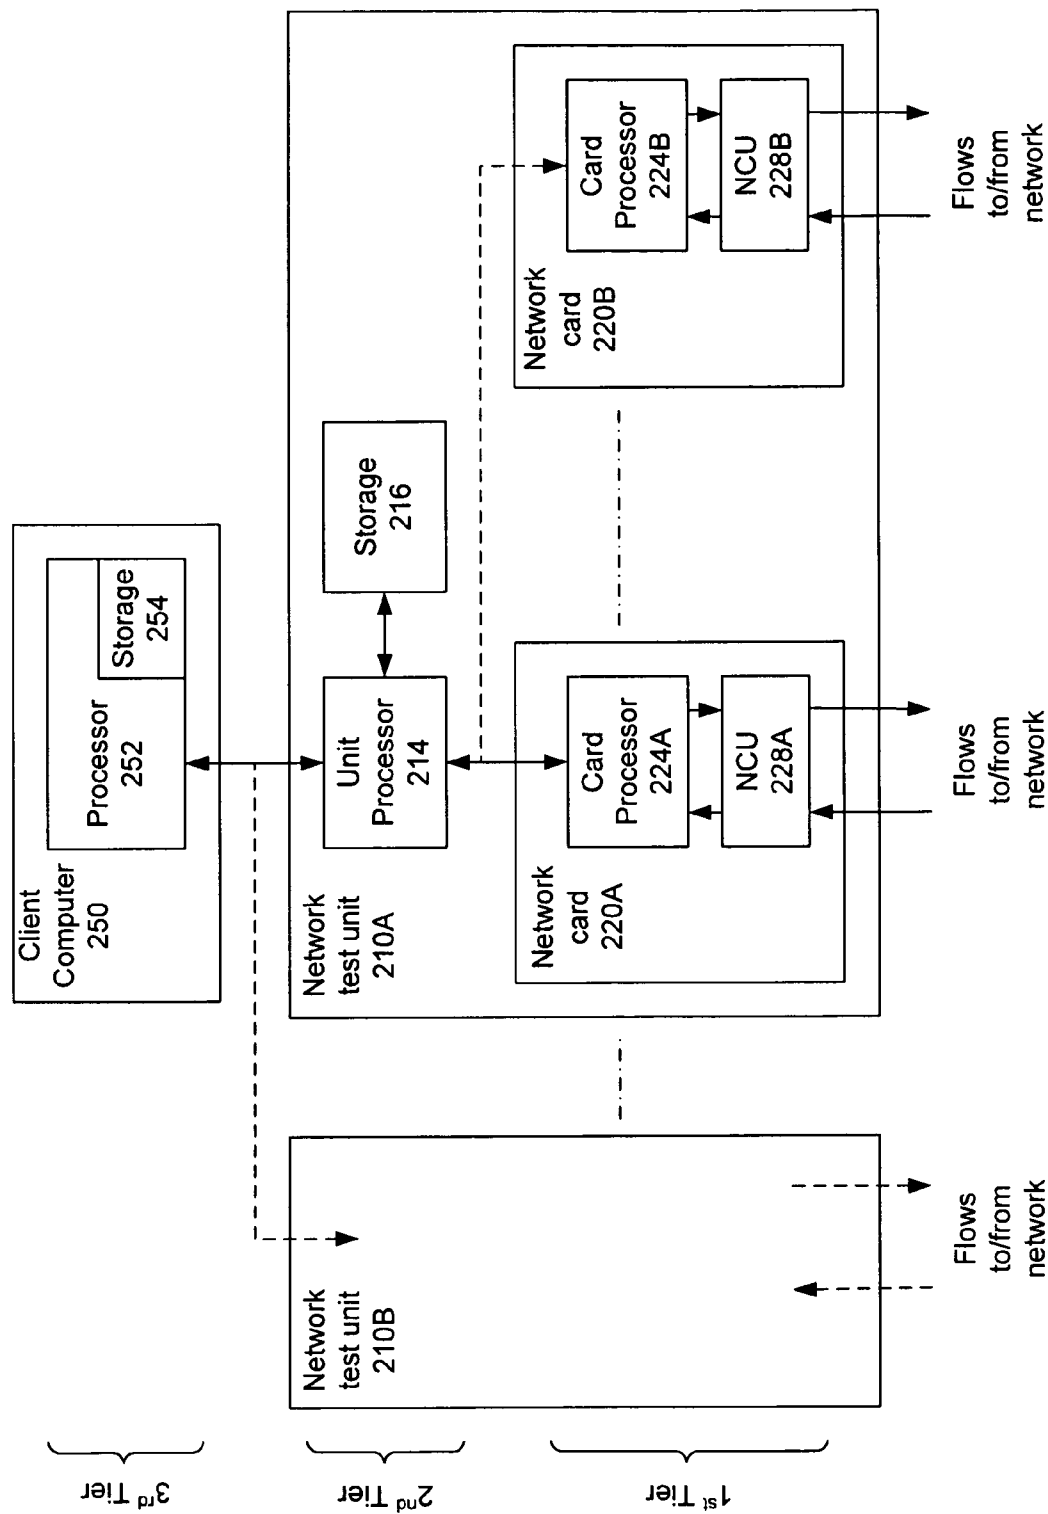 3rd Tier
Client
Computer
250
Processor
252
Storage
254
2nd Tier
Network
test unit
210B
Network
test unit
210A
Unit
Processor
214
Storage
216
1st Tier
Network
card
220A
Card
Processor
224A
NCU
228A
Network
card
220B
Card
Processor
224B
NCU
228B
Flows
to/from
network
Flows
to/from
network
Flows
to/from
network